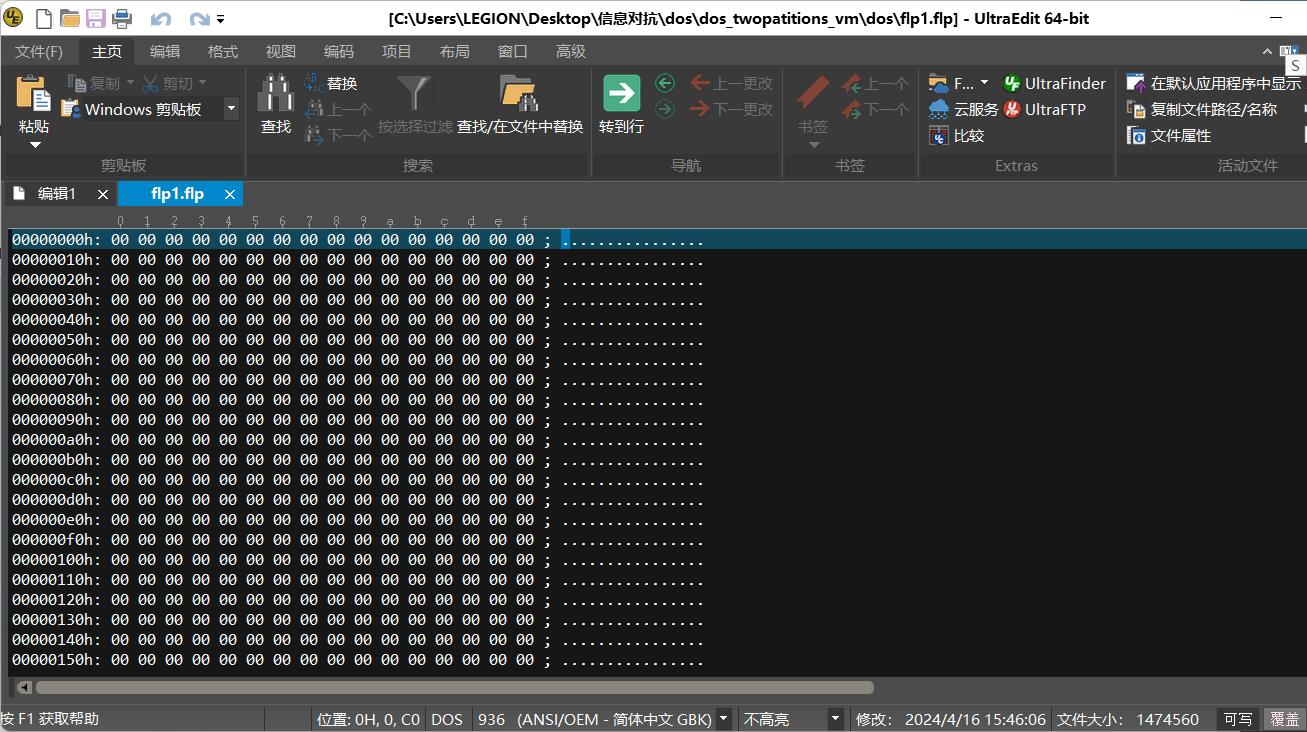 [C:\Users\LEGION\Desktop\信息对抗\dos\dos_twopatitions_vm\dos\flp1.flp] - UltraEdit 64-bit
文件(F) 主页 编辑 格式 视图 编码 项目 布局 窗口 高级
S
复制 剪切 替换 上一更改 上一个 F... UltraFinder 在默认应用程序中显示
Windows 剪贴板 上一个 下一更改 下一个 云服务 UltraFTP 复制文件路径/名称
粘贴 查找 下一个 按选择过滤 查找/在文件中替换 转到行 书签 比较 文件属性
剪贴板 搜索 导航 书签 Extras 活动文件
编辑1 flp1.flp
0 1 2 3 4 5 6 7 8 9 a b c d e f
00000000h: 00 00 00 00 00 00 00 00 00 00 00 00 00 00 00 00 ; ................
00000010h: 00 00 00 00 00 00 00 00 00 00 00 00 00 00 00 00 ; ................
00000020h: 00 00 00 00 00 00 00 00 00 00 00 00 00 00 00 00 ; ................
00000030h: 00 00 00 00 00 00 00 00 00 00 00 00 00 00 00 00 ; ................
00000040h: 00 00 00 00 00 00 00 00 00 00 00 00 00 00 00 00 ; ................
00000050h: 00 00 00 00 00 00 00 00 00 00 00 00 00 00 00 00 ; ................
00000060h: 00 00 00 00 00 00 00 00 00 00 00 00 00 00 00 00 ; ................
00000070h: 00 00 00 00 00 00 00 00 00 00 00 00 00 00 00 00 ; ................
00000080h: 00 00 00 00 00 00 00 00 00 00 00 00 00 00 00 00 ; ................
00000090h: 00 00 00 00 00 00 00 00 00 00 00 00 00 00 00 00 ; ................
000000a0h: 00 00 00 00 00 00 00 00 00 00 00 00 00 00 00 00 ; ................
000000b0h: 00 00 00 00 00 00 00 00 00 00 00 00 00 00 00 00 ; ................
000000c0h: 00 00 00 00 00 00 00 00 00 00 00 00 00 00 00 00 ; ................
000000d0h: 00 00 00 00 00 00 00 00 00 00 00 00 00 00 00 00 ; ................
000000e0h: 00 00 00 00 00 00 00 00 00 00 00 00 00 00 00 00 ; ................
000000f0h: 00 00 00 00 00 00 00 00 00 00 00 00 00 00 00 00 ; ................
00000100h: 00 00 00 00 00 00 00 00 00 00 00 00 00 00 00 00 ; ................
00000110h: 00 00 00 00 00 00 00 00 00 00 00 00 00 00 00 00 ; ................
00000120h: 00 00 00 00 00 00 00 00 00 00 00 00 00 00 00 00 ; ................
00000130h: 00 00 00 00 00 00 00 00 00 00 00 00 00 00 00 00 ; ................
00000140h: 00 00 00 00 00 00 00 00 00 00 00 00 00 00 00 00 ; ................
00000150h: 00 00 00 00 00 00 00 00 00 00 00 00 00 00 00 00 ; ................
按 F1 获取帮助 位置: 0H, 0, C0 DOS 936 (ANSI/OEM - 简体中文 GBK) 不高亮 修改: 2024/4/16 15:46:06 文件大小: 1474560 可写 覆盖